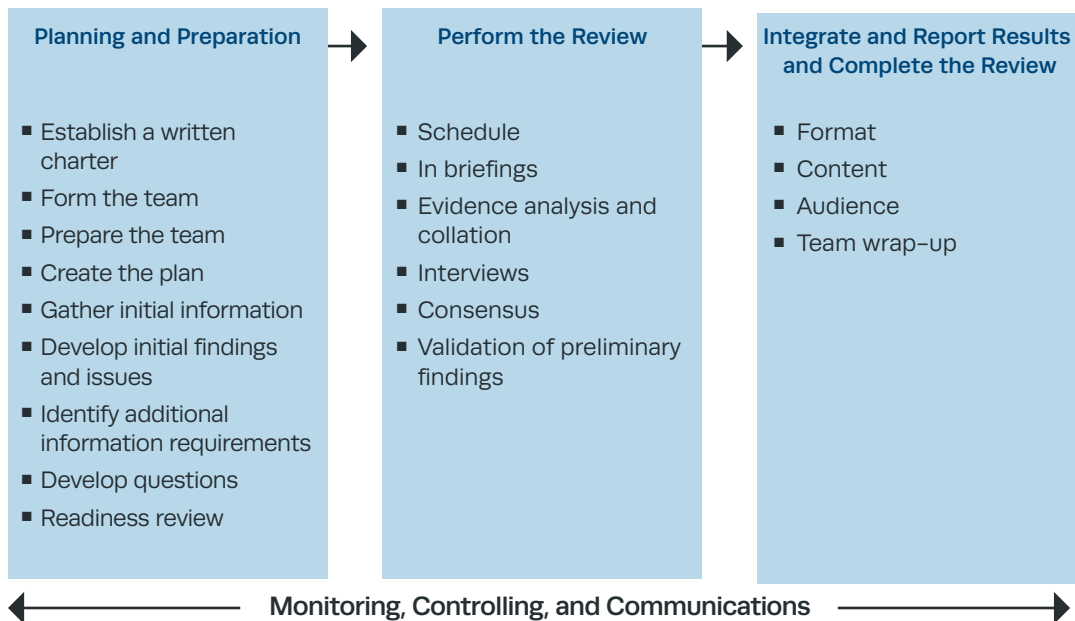 Planning and Preparation
■ Establish a written
charter
■ Form the team
■ Prepare the team
■ Create the plan
■ Gather initial information
■ Develop initial findings
and issues
■ Identify additional
information requirements
■ Develop questions
■ Readiness review
Perform the Review
■ Schedule
■ In briefings
■ Evidence analysis and
collation
■ Interviews
■ Consensus
■ Validation of preliminary
findings
Integrate and Report Results
and Complete the Review
■ Format
■ Content
■ Audience
■ Team wrap-up
Monitoring, Controlling, and Communications